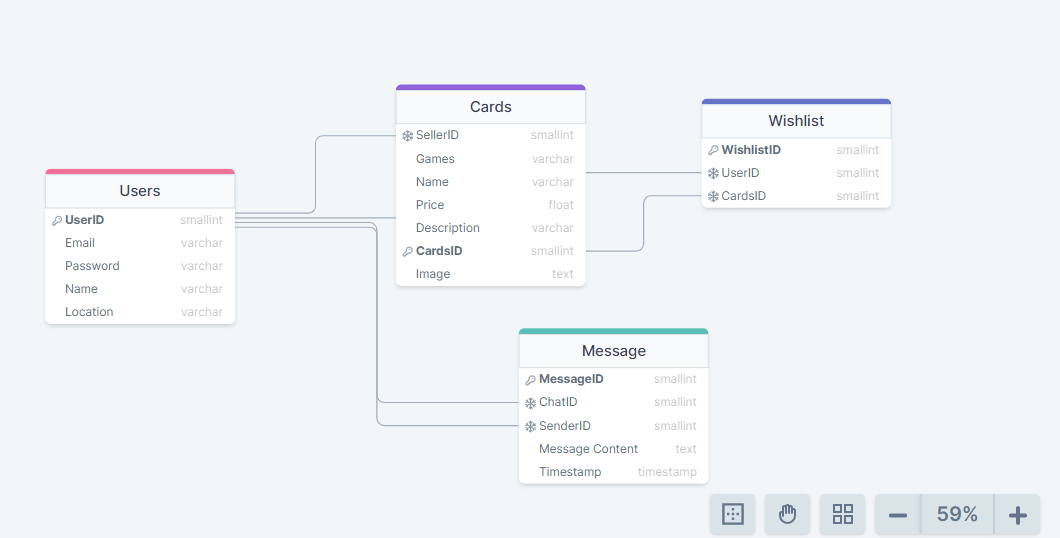 Users
UserID smallint
Email varchar
Password varchar
Name varchar
Location varchar
Cards
SellerID smallint
Games varchar
Name varchar
Price float
Description varchar
CardsID smallint
Image text
Wishlist
WishlistID smallint
UserID smallint
CardsID smallint
Message
MessageID smallint
ChatID smallint
SenderID smallint
Message Content text
Timestamp timestamp
59%